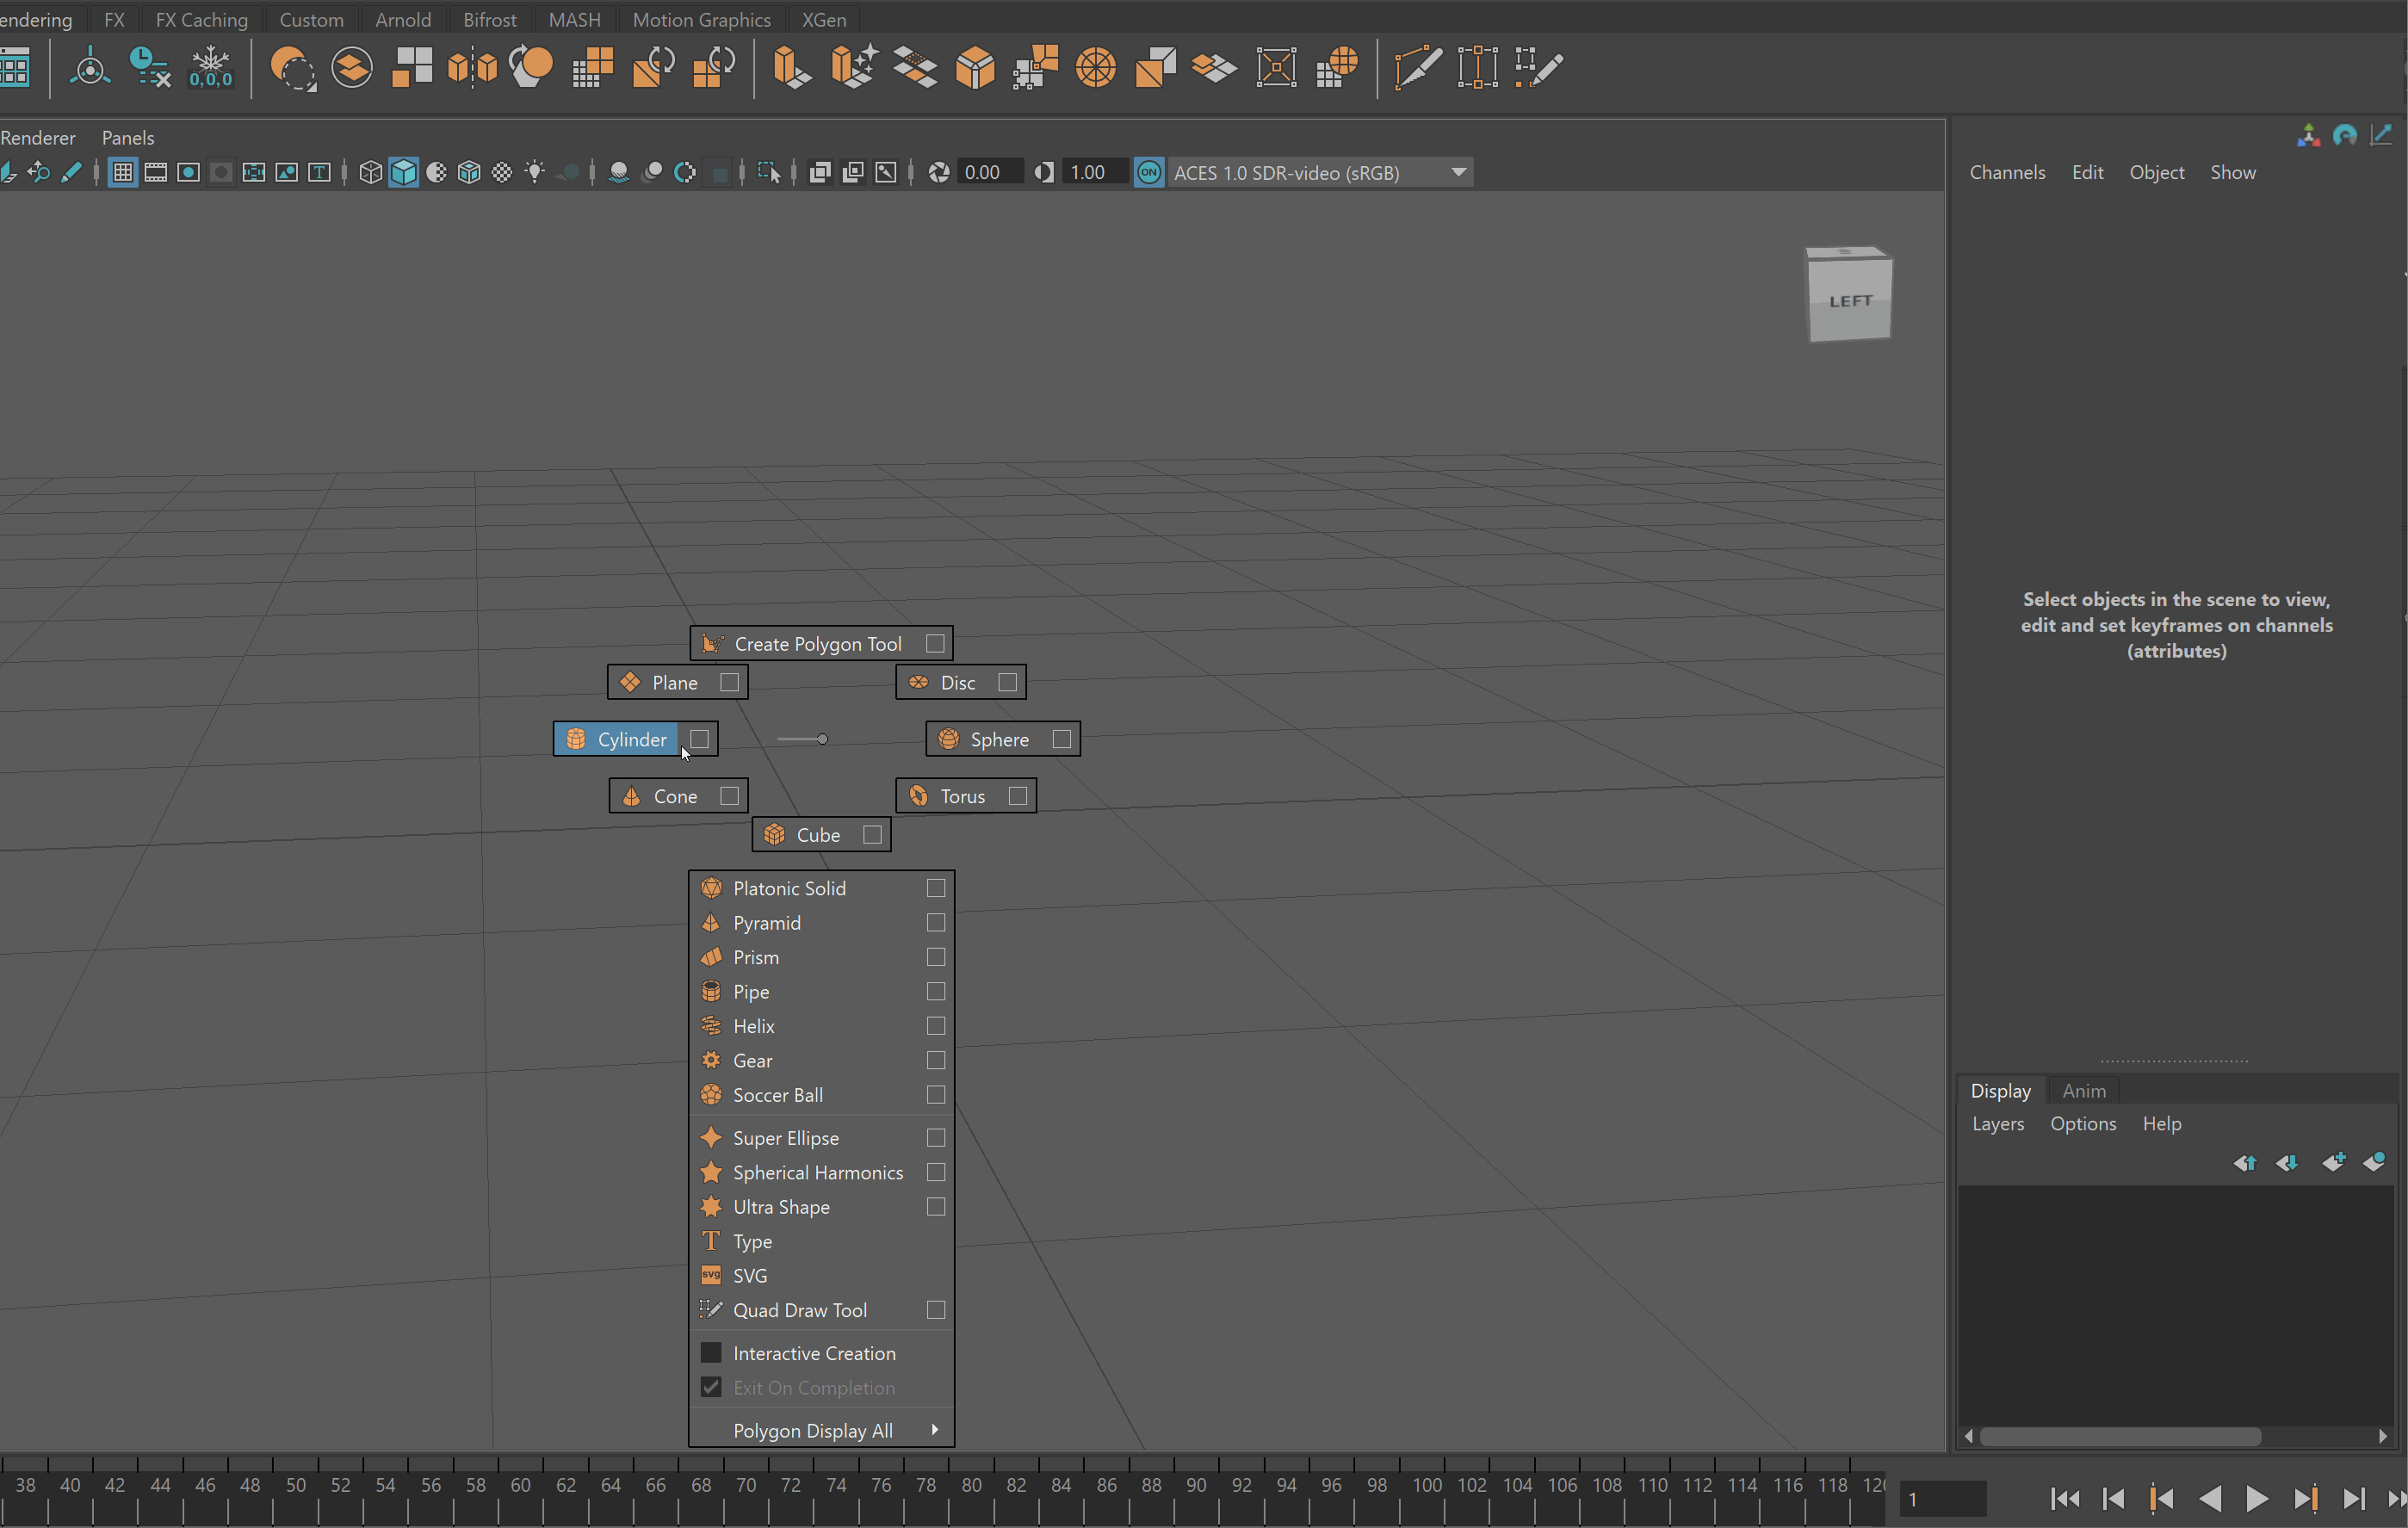 endering FX FX Caching Custom Arnold Bifrost MASH Motion Graphics XGen
0,0,0
Renderer Panels
T 0.00 1.00 ON ACES 1.0 SDR-video (sRGB)
Channels Edit Object Show
LEFT
Select objects in the scene to view,
edit and set keyframes on channels
(attributes)
Create Polygon Tool
Plane Disc
Cylinder Sphere
Cone Torus
Cube
Platonic Solid
Pyramid
Prism
Pipe
Helix
Gear
Soccer Ball
Super Ellipse
Spherical Harmonics
Ultra Shape
T Type
svg SVG
Quad Draw Tool
Interactive Creation
Exit On Completion
Polygon Display All
Display Anim
Layers Options Help
38 40 42 44 46 48 50 52 54 56 58 60 62 64 66 68 70 72 74 76 78 80 82 84 86 88 90 92 94 96 98 100 102 104 106 108 110 112 114 116 118 120
1